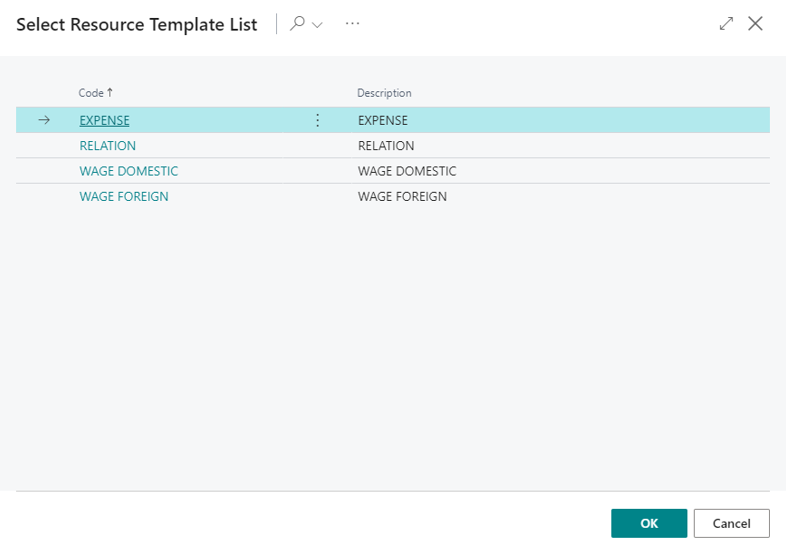 Select Resource Template List
Code ↑ Description
EXPENSE EXPENSE
RELATION RELATION
WAGE DOMESTIC WAGE DOMESTIC
WAGE FOREIGN WAGE FOREIGN
OK Cancel